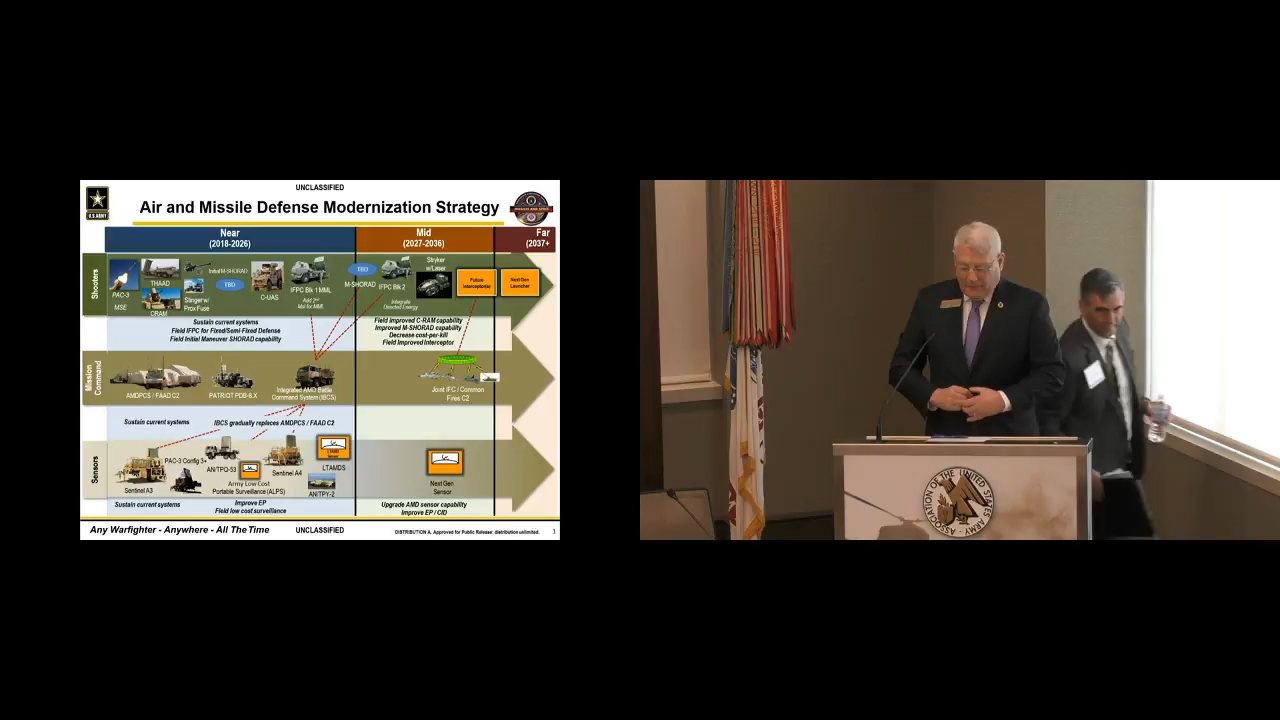 UNCLASSIFIED
U.S. ARMY
Air and Missile Defense Modernization Strategy
Near
(2018-2026)
Mid
(2027-2036)
Far
(2037+
Shooters
PAC-3
MSE
THAAD
CRAM
Initial M-SHORAD
TBD
Stinger w/
Prox Fuse
C-UAS
IFPC Blk 1 MML
Add 2nd
Msl for MML
TBD
M-SHORAD
IFPC Blk 2
Integrate
Directed Energy
Stryker
w/Laser
Future
Interceptor(s)
Next Gen
Launcher
Sustain current systems
Field IFPC for Fixed/Semi-Fixed Defense
Field Initial Maneuver SHORAD capability
Field improved C-RAM capability
Improved M-SHORAD capability
Decrease cost-per-kill
Field Improved Interceptor
Mission
Command
AMDPCS / FAAD C2
PATRIOT PDB-8.X
Integrated AMD Battle
Command System (IBCS)
Joint IFC / Common
Fires C2
Sustain current systems
IBCS gradually replaces AMDPCS / FAAD C2
Sensors
Sentinel A3
PAC-3 Config 3+
AN/TPQ-53
Army Low Cost
Portable Surveillance (ALPS)
Sentinel A4
LTAMDS
AN/TPY-2
Next Gen
Sensor
Sustain current systems
Improve EP
Field low cost surveillance
Upgrade AMD sensor capability
Improve EP / CID
Any Warfighter - Anywhere - All The Time
UNCLASSIFIED
DISTRIBUTION A. Approved for Public Release: distribution unlimited.
1
ASSOCIATION OF THE UNITED STATES ARMY